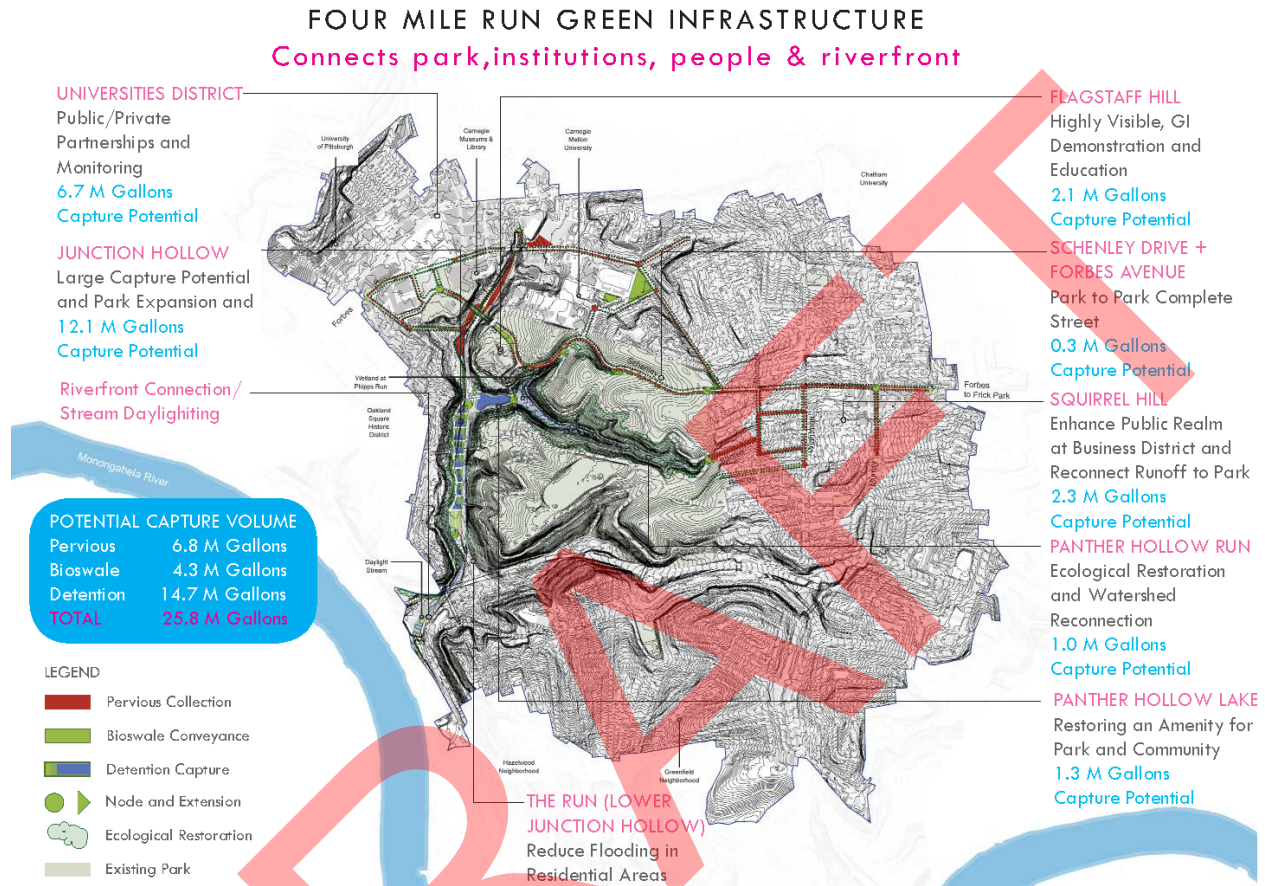 FOUR MILE RUN GREEN INFRASTRUCTURE
Connects park,institutions, people & riverfront
UNIVERSITIES DISTRICT
Public/Private
Partnerships and
Monitoring
6.7 M Gallons
Capture Potential
JUNCTION HOLLOW
Large Capture Potential
and Park Expansion and
12.1 M Gallons
Capture Potential
Riverfront Connection/
Stream Daylighiting
Monongahela River
POTENTIAL CAPTURE VOLUME
Pervious 6.8 M Gallons
Bioswale 4.3 M Gallons
Detention 14.7 M Gallons
TOTAL 25.8 M Gallons
LEGEND
Pervious Collection
Bioswale Conveyance
Detention Capture
Node and Extension
Ecological Restoration
Existing Park
University
of Pittsburgh
Carnegie
Museums &
Library
Carnegie
Mellon
University
Chatham
University
Forbes
Wetland at
Phipps Run
Oakland
Square
Historic
District
Daylight
Stream
Hazelwood
Neighborhood
Greenfield
Neighborhood
Forbes
to Frick Park
THE RUN (LOWER
JUNCTION HOLLOW)
Reduce Flooding in
Residential Areas
FLAGSTAFF HILL
Highly Visible, GI
Demonstration and
Education
2.1 M Gallons
Capture Potential
SCHENLEY DRIVE +
FORBES AVENUE
Park to Park Complete
Street
0.3 M Gallons
Capture Potential
SQUIRREL HILL
Enhance Public Realm
at Business District and
Reconnect Runoff to Park
2.3 M Gallons
Capture Potential
PANTHER HOLLOW RUN
Ecological Restoration
and Watershed
Reconnection
1.0 M Gallons
Capture Potential
PANTHER HOLLOW LAKE
Restoring an Amenity for
Park and Community
1.3 M Gallons
Capture Potential
DRAFT